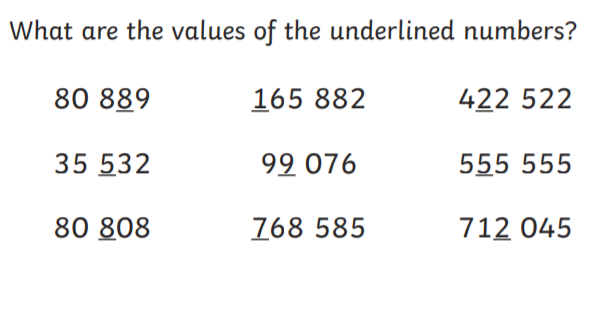 What are the values of the underlined numbers?
80 889 165 882 422 522
35 532 99 076 555 555
80 808 768 585 712 045